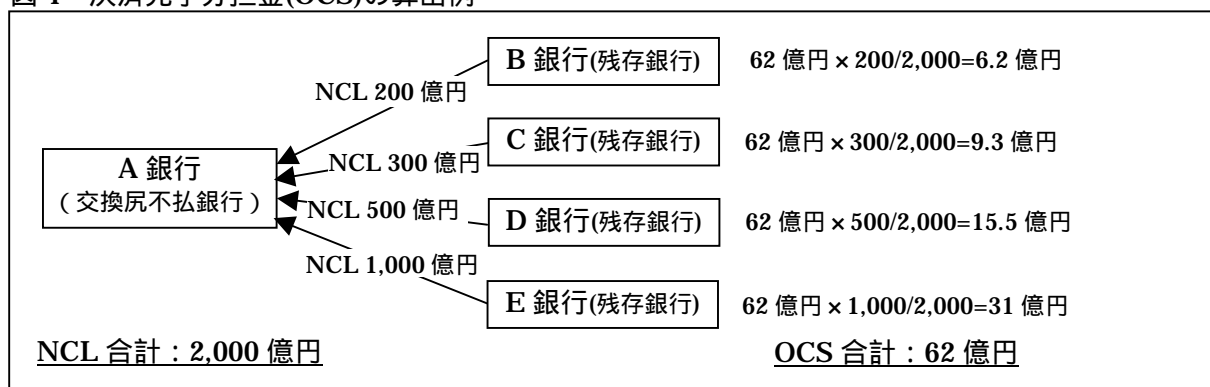 図 4 決済完了分担金(OCS)の算出例
B 銀行(残存銀行) 62 億円×200/2,000=6.2 億円
NCL 200 億円
C 銀行(残存銀行) 62 億円×300/2,000=9.3 億円
NCL 300 億円
A 銀行
（交換尻不払銀行）
NCL 500 億円
D 銀行(残存銀行) 62 億円×500/2,000=15.5 億円
NCL 1,000 億円
E 銀行(残存銀行) 62 億円×1,000/2,000=31 億円
NCL 合計：2,000 億円 OCS 合計：62 億円